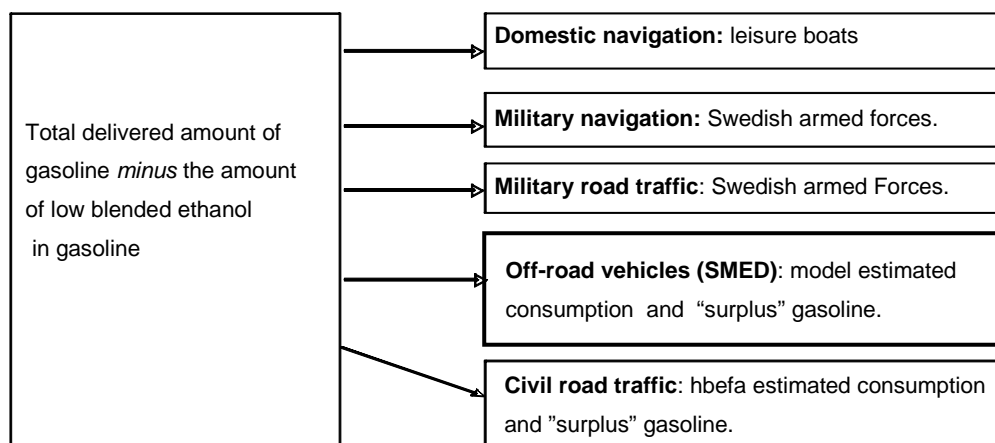 Total delivered amount of
gasoline minus the amount
of low blended ethanol
in gasoline
Domestic navigation: leisure boats
Military navigation: Swedish armed forces.
Military road traffic: Swedish armed Forces.
Off-road vehicles (SMED): model estimated
consumption and “surplus” gasoline.
Civil road traffic: hbefa estimated consumption
and ”surplus” gasoline.